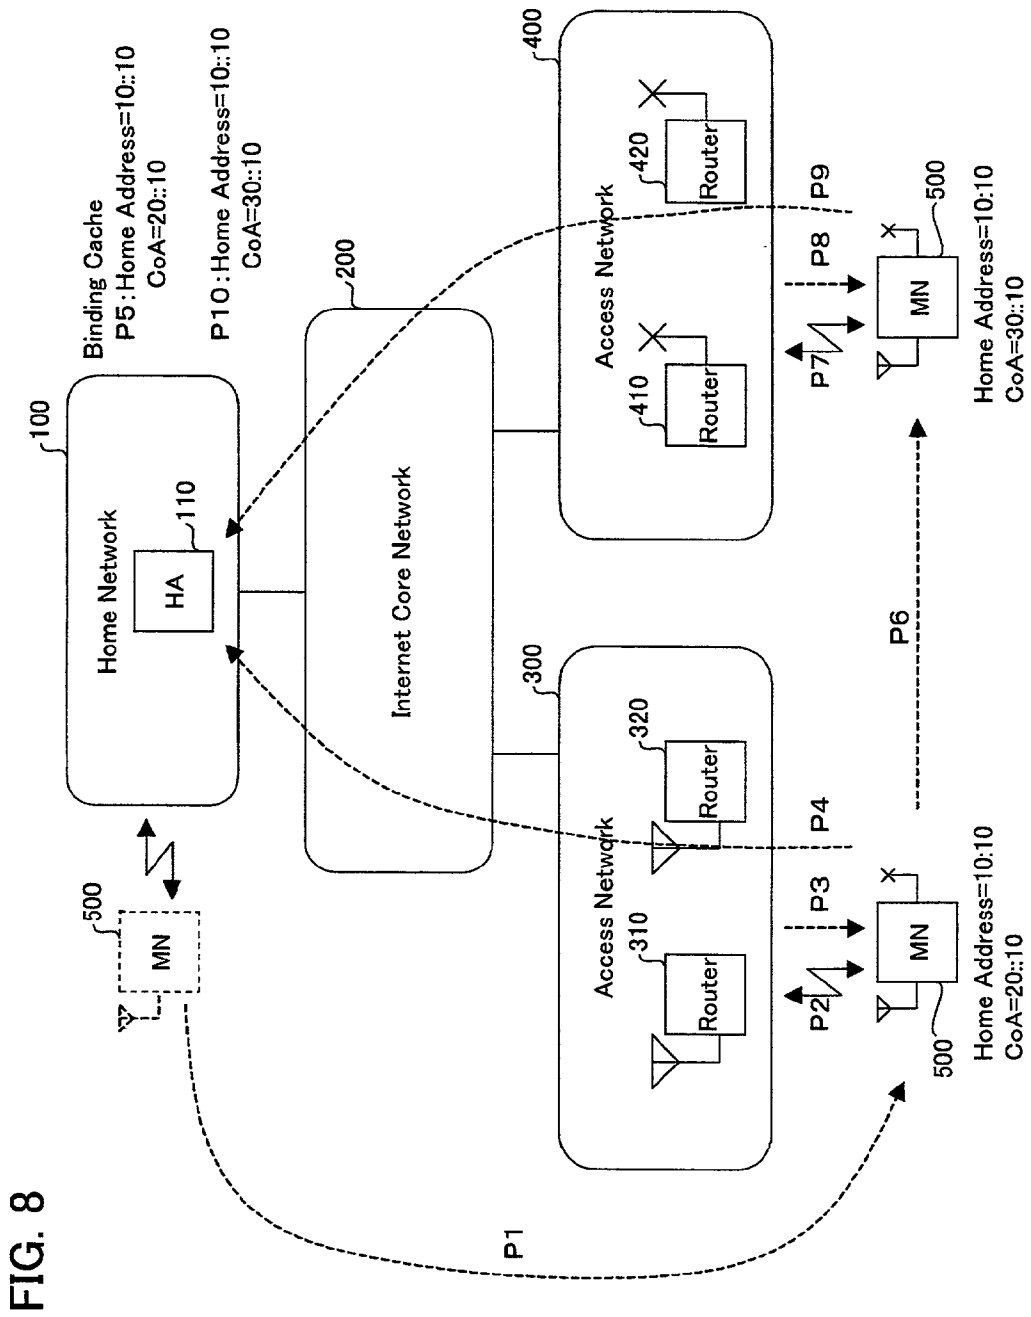 FIG. 8
Binding Cache
P5:Home Address=10::10
CoA=20::10
P10:Home Address=10::10
CoA=30::10
500
MN
100
Home Network
HA
110
200
Internet Core Network
P1
300
Access Network
310
Router
320
Router
400
Access Network
410
Router
420
Router
P2
P3
P4
P7
P8
P9
500
MN
Home Address=10:10
CoA=20::10
P6
500
MN
Home Address=10:10
CoA=30::10